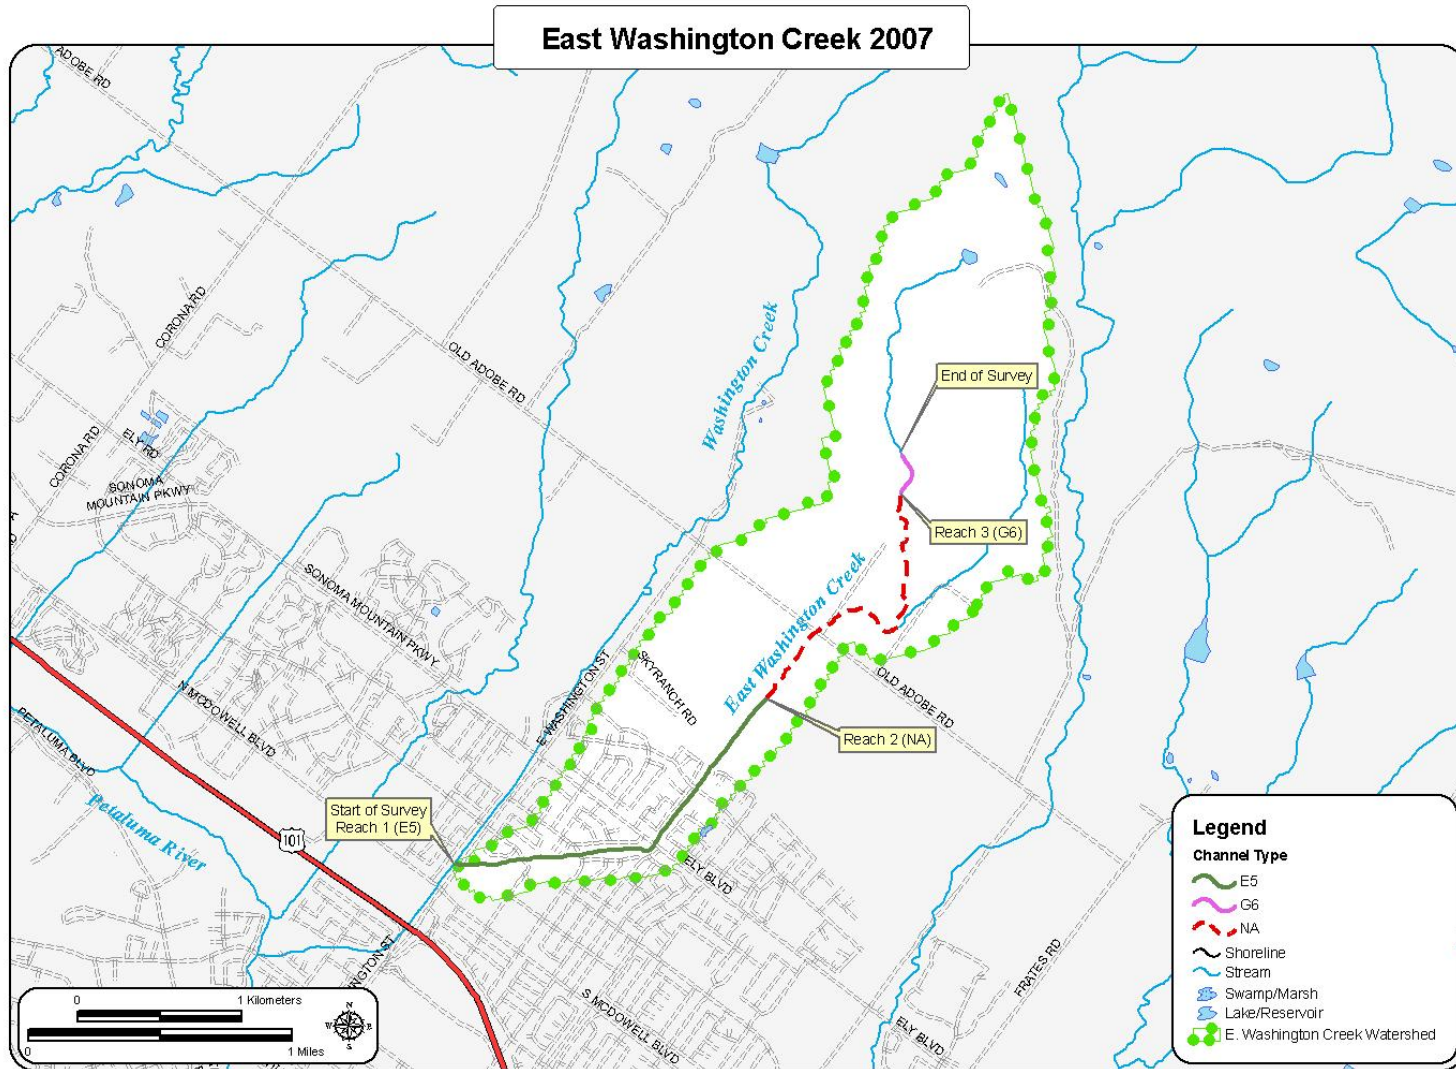 East Washington Creek 2007
ADOBE RD
CORONA RD
OLD ADOBE RD
Washington Creek
End of Survey
CORONA RD
ELY RD
SONOMA
MOUNTAIN PKWY
Reach 3 (G6)
SONOMA MOUNTAIN PKWY
East Washington Creek
SKYRANCH RD
E WASHINGTON ST
OLD ADOBE RD
N MCDOWELL BLVD
PETALUMA BLVD
Reach 2 (NA)
Petaluma River
101
Start of Survey
Reach 1 (E5)
ELY BLVD
INGTON ST
S MCDOWELL BLVD
FRATES RD
ELY BLVD
Legend
Channel Type
E5
G6
NA
Shoreline
Stream
Swamp/Marsh
Lake/Reservoir
E. Washington Creek Watershed
0
1 Kilometers
0
1 Miles
N
W
E
S